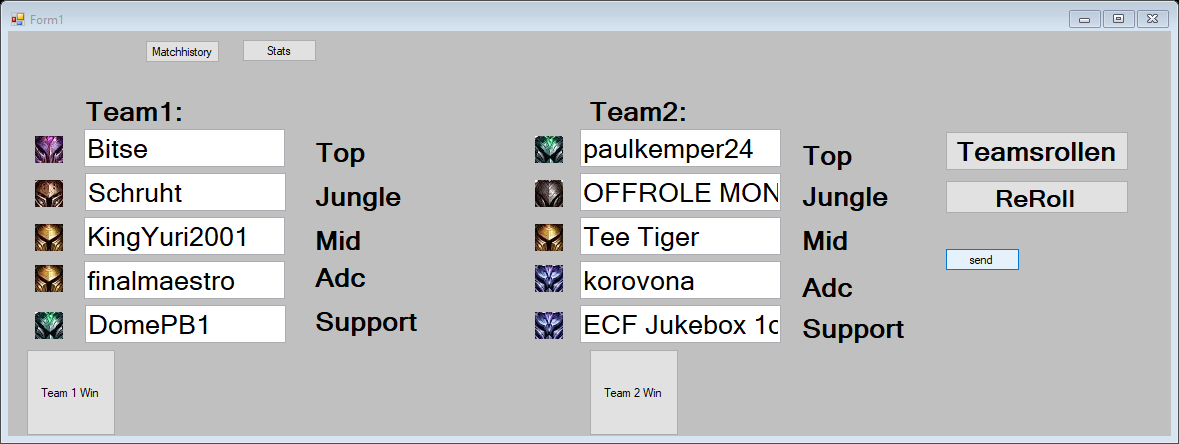 Form1
Matchhistory Stats
Team1: Team2:
Bitse Top paulkemper24 Top Teamsrollen
Schruht Jungle OFFROLE MON Jungle ReRoll
KingYuri2001 Mid Tee Tiger Mid
send
finalmaestro Adc korovona Adc
DomePB1 Support ECF Jukebox Support
Team 1 Win Team 2 Win